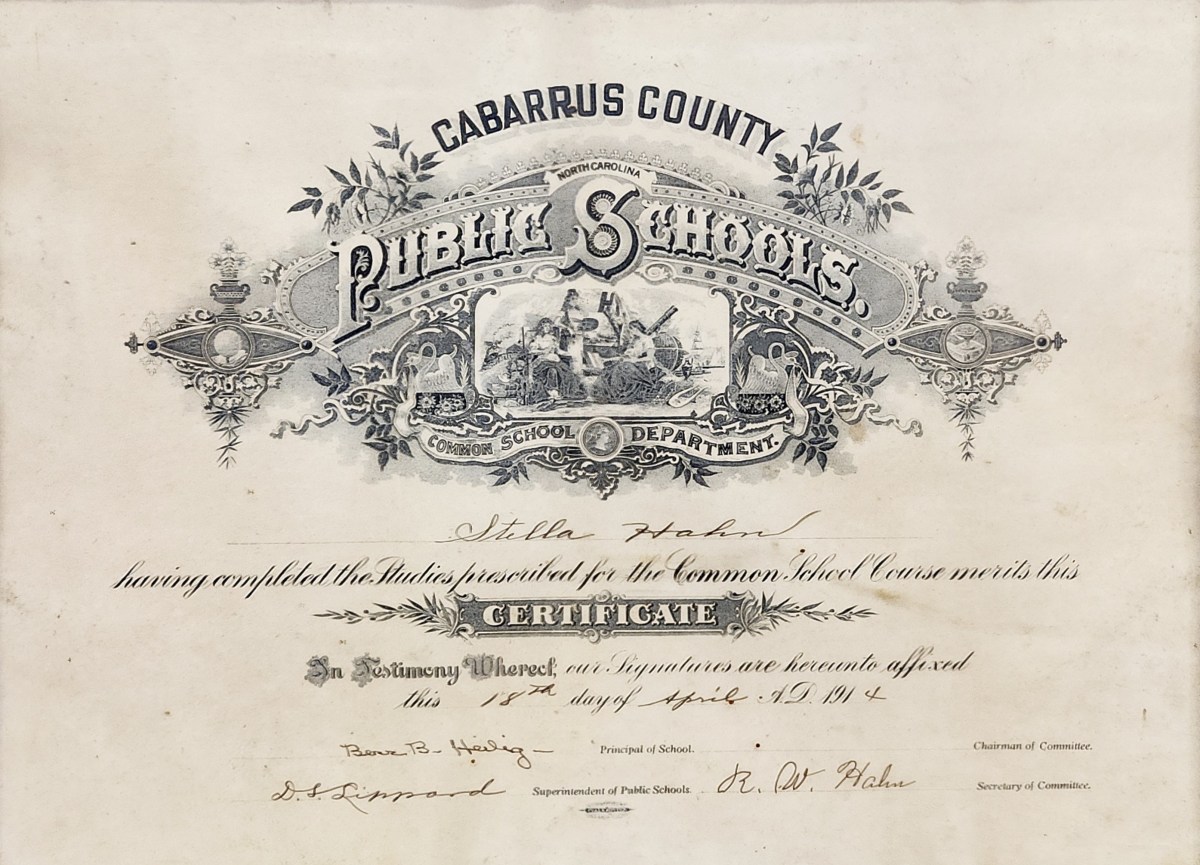 CABARRUS COUNTY
NORTH CAROLINA
PUBLIC SCHOOLS.
COMMON SCHOOL DEPARTMENT.
Stella Hahn
having completed the Studies prescribed for the Common School Course merits this
CERTIFICATE
In Testimony Whereof, our Signatures are hereunto affixed
this 18th day of April A.D. 1914
B. Heilig Principal of School. Chairman of Committee.
D. S. Lippard Superintendent of Public Schools. R. W. Hahn Secretary of Committee.